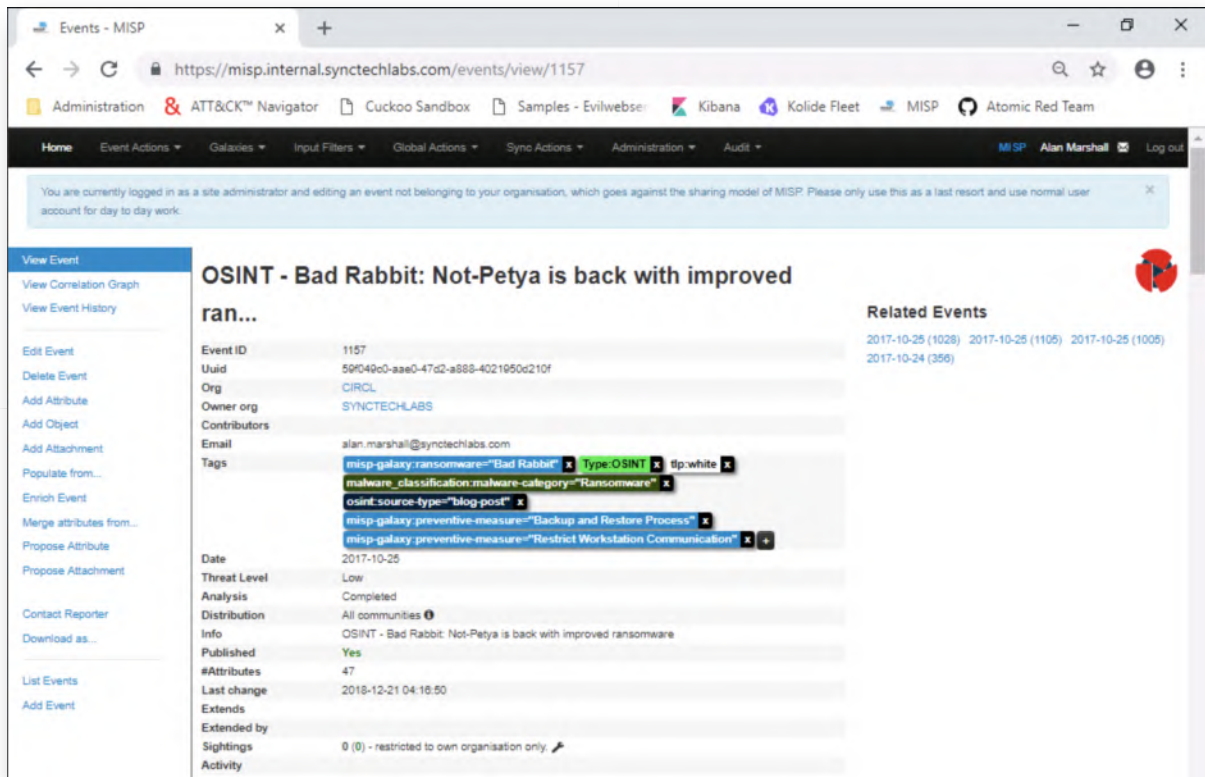 Events - MISP
https://misp.internal.synctechlabs.com/events/view/1157
Administration ATT&CK™ Navigator Cuckoo Sandbox Samples - Evilwebser Kibana Kolide Fleet MISP Atomic Red Team
Home Event Actions Galaxies Input Filters Global Actions Sync Actions Administration Audit MISP Alan Marshall Log out
You are currently logged in as a site administrator and editing an event not belonging to your organisation, which goes against the sharing model of MISP. Please only use this as a last resort and use normal user
account for day to day work.
View Event
View Correlation Graph
View Event History
Edit Event
Delete Event
Add Attribute
Add Object
Add Attachment
Populate from...
Enrich Event
Merge attributes from...
Propose Attribute
Propose Attachment
Contact Reporter
Download as...
List Events
Add Event
OSINT - Bad Rabbit: Not-Petya is back with improved
ran...
Event ID 1157
Uuid 59f049c0-aae0-47d2-a888-4021950d210f
Org CIRCL
Owner org SYNCTECHLABS
Contributors
Email alan.marshall@synctechlabs.com
Tags misp-galaxy:ransomware="Bad Rabbit" x Type:OSINT x tlp:white x
malware_classification:malware-category="Ransomware" x
osint:source-type="blog-post" x
misp-galaxy:preventive-measure="Backup and Restore Process" x
misp-galaxy:preventive-measure="Restrict Workstation Communication" x +
Date 2017-10-25
Threat Level Low
Analysis Completed
Distribution All communities
Info OSINT - Bad Rabbit: Not-Petya is back with improved ransomware
Published Yes
#Attributes 47
Last change 2018-12-21 04:16:50
Extends
Extended by
Sightings 0 (0) - restricted to own organisation only.
Activity
Related Events
2017-10-25 (1028) 2017-10-25 (1105) 2017-10-25 (1005)
2017-10-24 (356)